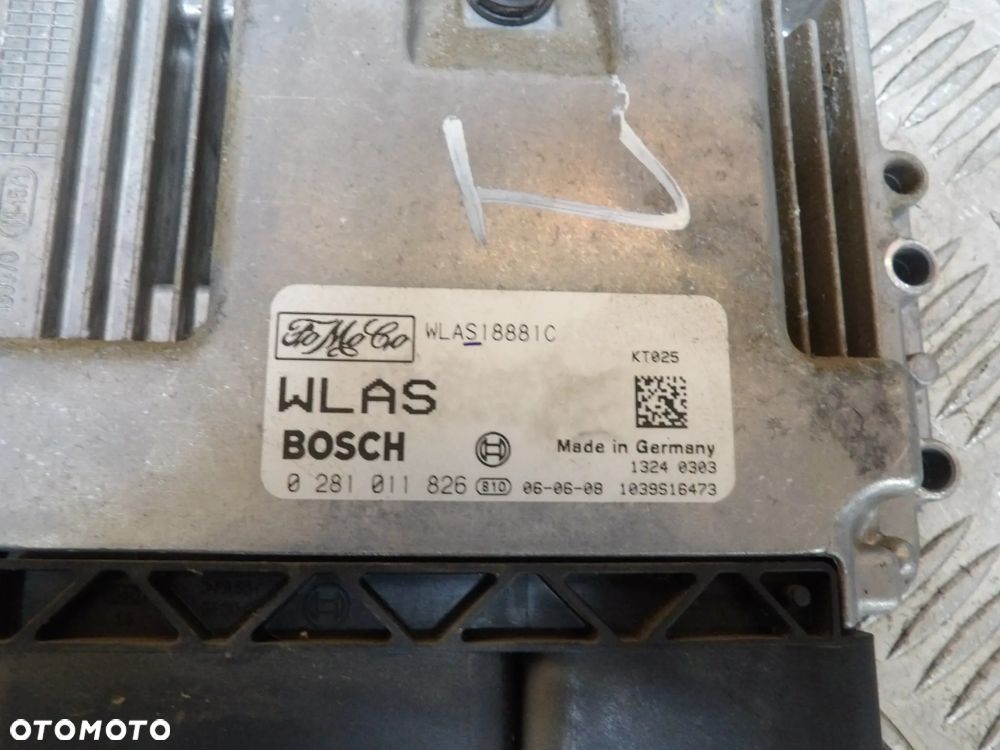 FoMoCo
WLAS18881C
KT025
WLAS
BOSCH
Made in Germany
1324 0303
0 281 011 826 810 06-06-08 1039S16473
OTOMOTO